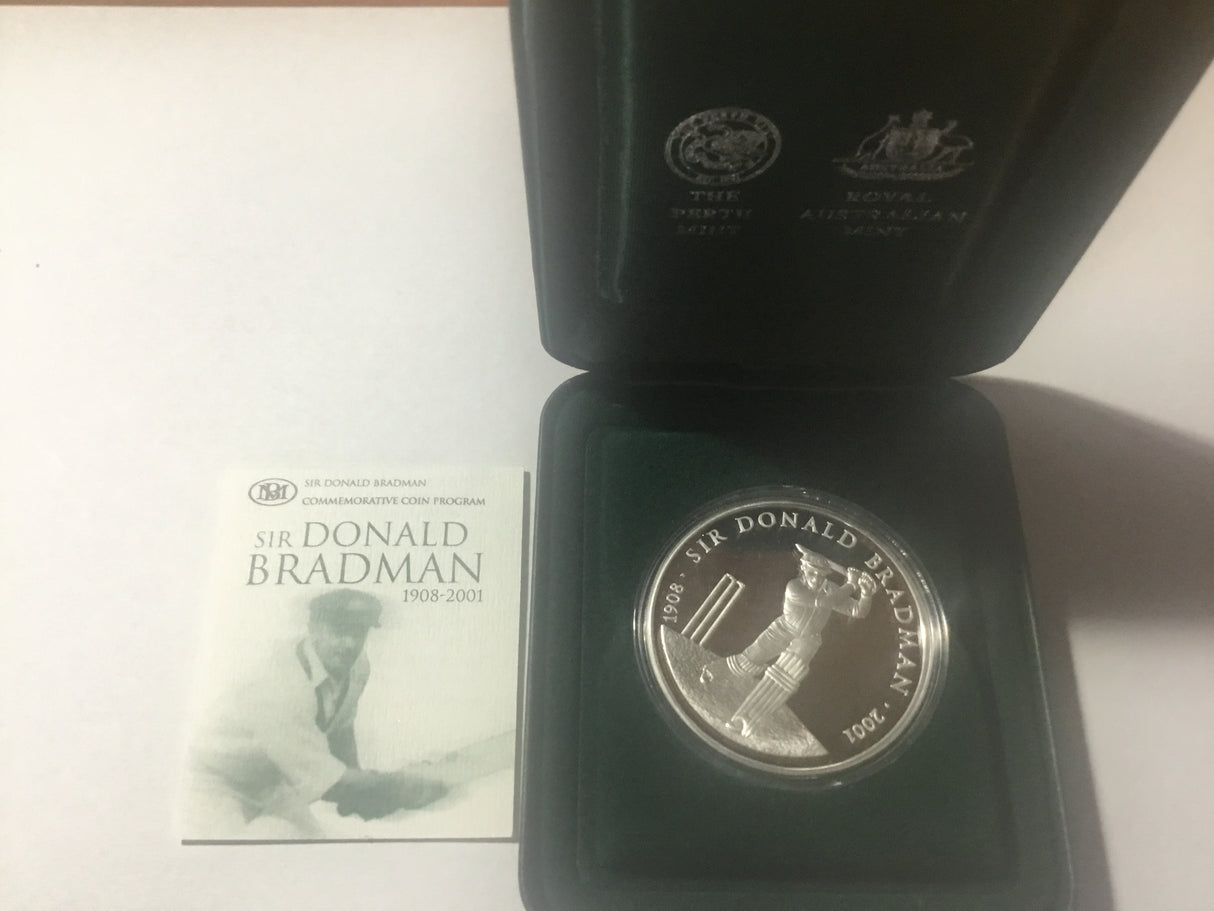 THE
PERTH
MINT
ROYAL
AUSTRALIAN
MINT
AUSTRALIA
SIR DONALD BRADMAN
COMMEMORATIVE COIN PROGRAM
SIR DONALD
BRADMAN
1908-2001
1908 · SIR DONALD BRADMAN · 2001